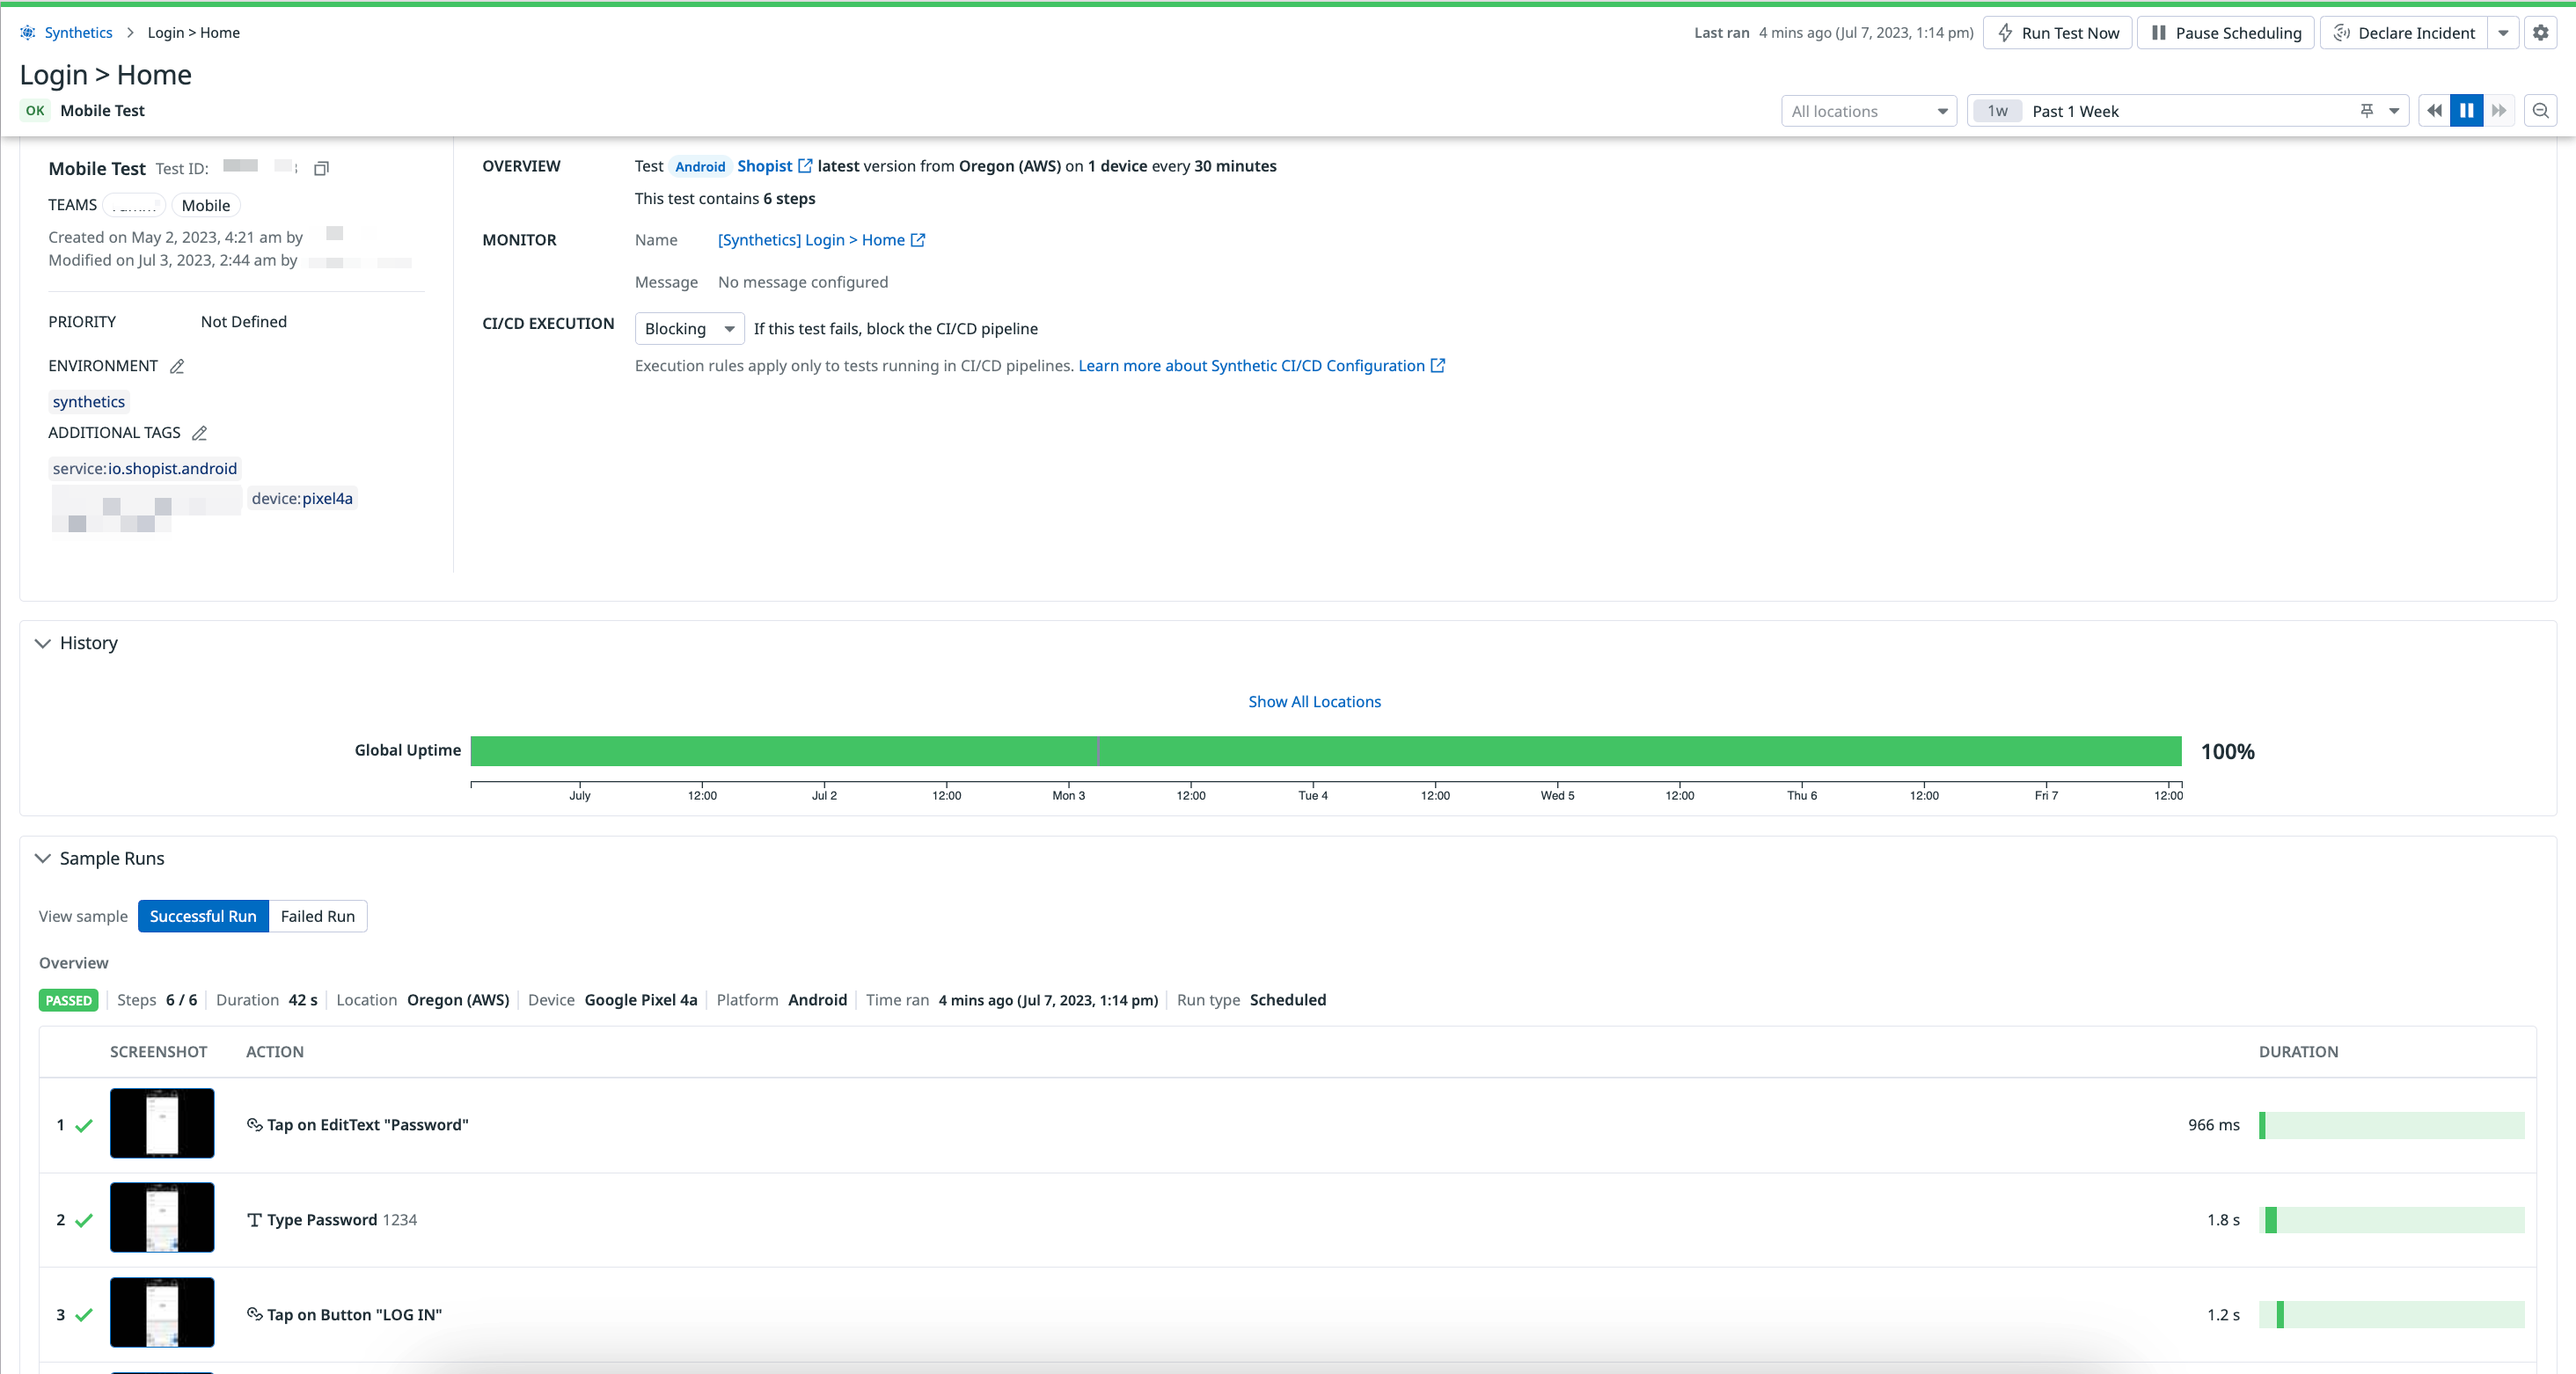 Synthetics > Login > Home
Last ran 4 mins ago (Jul 7, 2023, 1:14 pm)
Run Test Now
Pause Scheduling
Declare Incident
Login > Home
OK Mobile Test
All locations
1w Past 1 Week
Mobile Test Test ID:
TEAMS Mobile
Created on May 2, 2023, 4:21 am by
Modified on Jul 3, 2023, 2:44 am by
PRIORITY Not Defined
ENVIRONMENT
synthetics
ADDITIONAL TAGS
service:io.shopist.android
device:pixel4a
OVERVIEW Test Android Shopist latest version from Oregon (AWS) on 1 device every 30 minutes
This test contains 6 steps
MONITOR Name [Synthetics] Login > Home
Message No message configured
CI/CD EXECUTION Blocking If this test fails, block the CI/CD pipeline
Execution rules apply only to tests running in CI/CD pipelines. Learn more about Synthetic CI/CD Configuration
History
Show All Locations
Global Uptime 100%
July 12:00 Jul 2 12:00 Mon 3 12:00 Tue 4 12:00 Wed 5 12:00 Thu 6 12:00 Fri 7 12:00
Sample Runs
View sample Successful Run Failed Run
Overview
PASSED Steps 6 / 6 Duration 42 s Location Oregon (AWS) Device Google Pixel 4a Platform Android Time ran 4 mins ago (Jul 7, 2023, 1:14 pm) Run type Scheduled
SCREENSHOT ACTION DURATION
1 Tap on EditText "Password" 966 ms
2 Type Password 1234 1.8 s
3 Tap on Button "LOG IN" 1.2 s